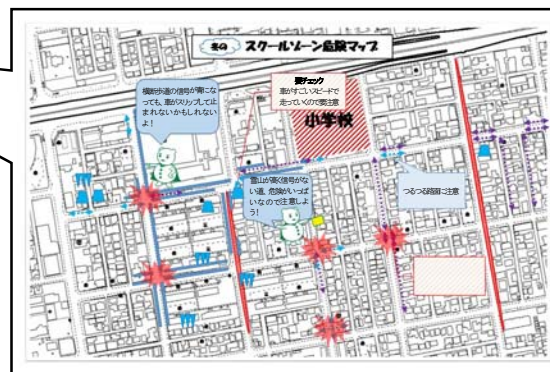 冬の スクールゾーン危険マップ
横断歩道の信号が青に
なっても、車がスリップして止
まれないかもしれない
よ！
要チェック
車がすごいスピードで
走っていくので要注意
小学校
雪山が高く信号がな
い道、危険がいっぱ
いなので注意しよ
う！
つるつる路面に注意